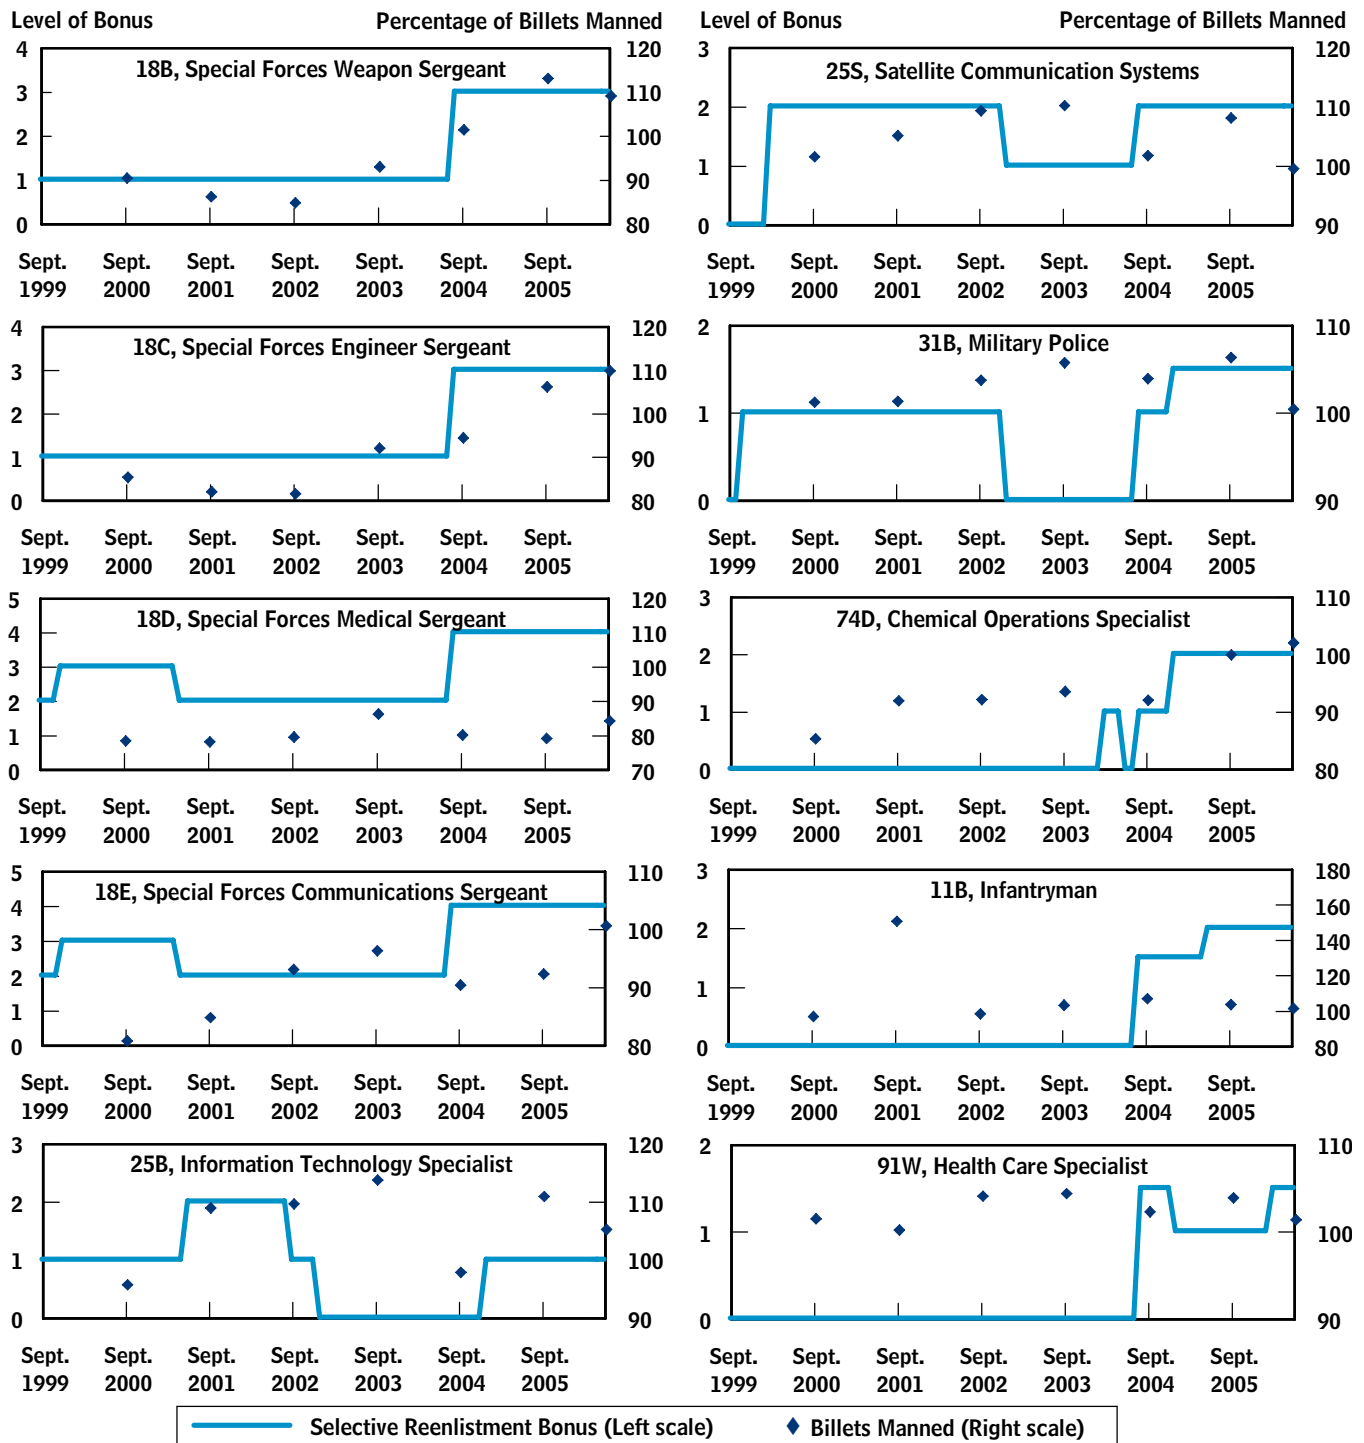 Level of Bonus Percentage of Billets Manned Level of Bonus Percentage of Billets Manned
18B, Special Forces Weapon Sergeant
4
3
2
1
0
120
110
100
90
80
Sept. Sept. Sept. Sept. Sept. Sept. Sept.
1999 2000 2001 2002 2003 2004 2005
25S, Satellite Communication Systems
3
2
1
0
120
110
100
90
Sept. Sept. Sept. Sept. Sept. Sept. Sept.
1999 2000 2001 2002 2003 2004 2005
18C, Special Forces Engineer Sergeant
4
3
2
1
0
120
110
100
90
80
Sept. Sept. Sept. Sept. Sept. Sept. Sept.
1999 2000 2001 2002 2003 2004 2005
31B, Military Police
2
1
0
110
100
90
Sept. Sept. Sept. Sept. Sept. Sept. Sept.
1999 2000 2001 2002 2003 2004 2005
18D, Special Forces Medical Sergeant
5
4
3
2
1
0
120
110
100
90
80
70
Sept. Sept. Sept. Sept. Sept. Sept. Sept.
1999 2000 2001 2002 2003 2004 2005
74D, Chemical Operations Specialist
3
2
1
0
110
100
90
80
Sept. Sept. Sept. Sept. Sept. Sept. Sept.
1999 2000 2001 2002 2003 2004 2005
18E, Special Forces Communications Sergeant
5
4
3
2
1
0
110
100
90
80
Sept. Sept. Sept. Sept. Sept. Sept. Sept.
1999 2000 2001 2002 2003 2004 2005
11B, Infantryman
3
2
1
0
180
160
140
120
100
80
Sept. Sept. Sept. Sept. Sept. Sept. Sept.
1999 2000 2001 2002 2003 2004 2005
25B, Information Technology Specialist
3
2
1
0
120
110
100
90
Sept. Sept. Sept. Sept. Sept. Sept. Sept.
1999 2000 2001 2002 2003 2004 2005
91W, Health Care Specialist
2
1
0
110
100
90
Sept. Sept. Sept. Sept. Sept. Sept. Sept.
1999 2000 2001 2002 2003 2004 2005
Selective Reenlistment Bonus (Left scale) Billets Manned (Right scale)